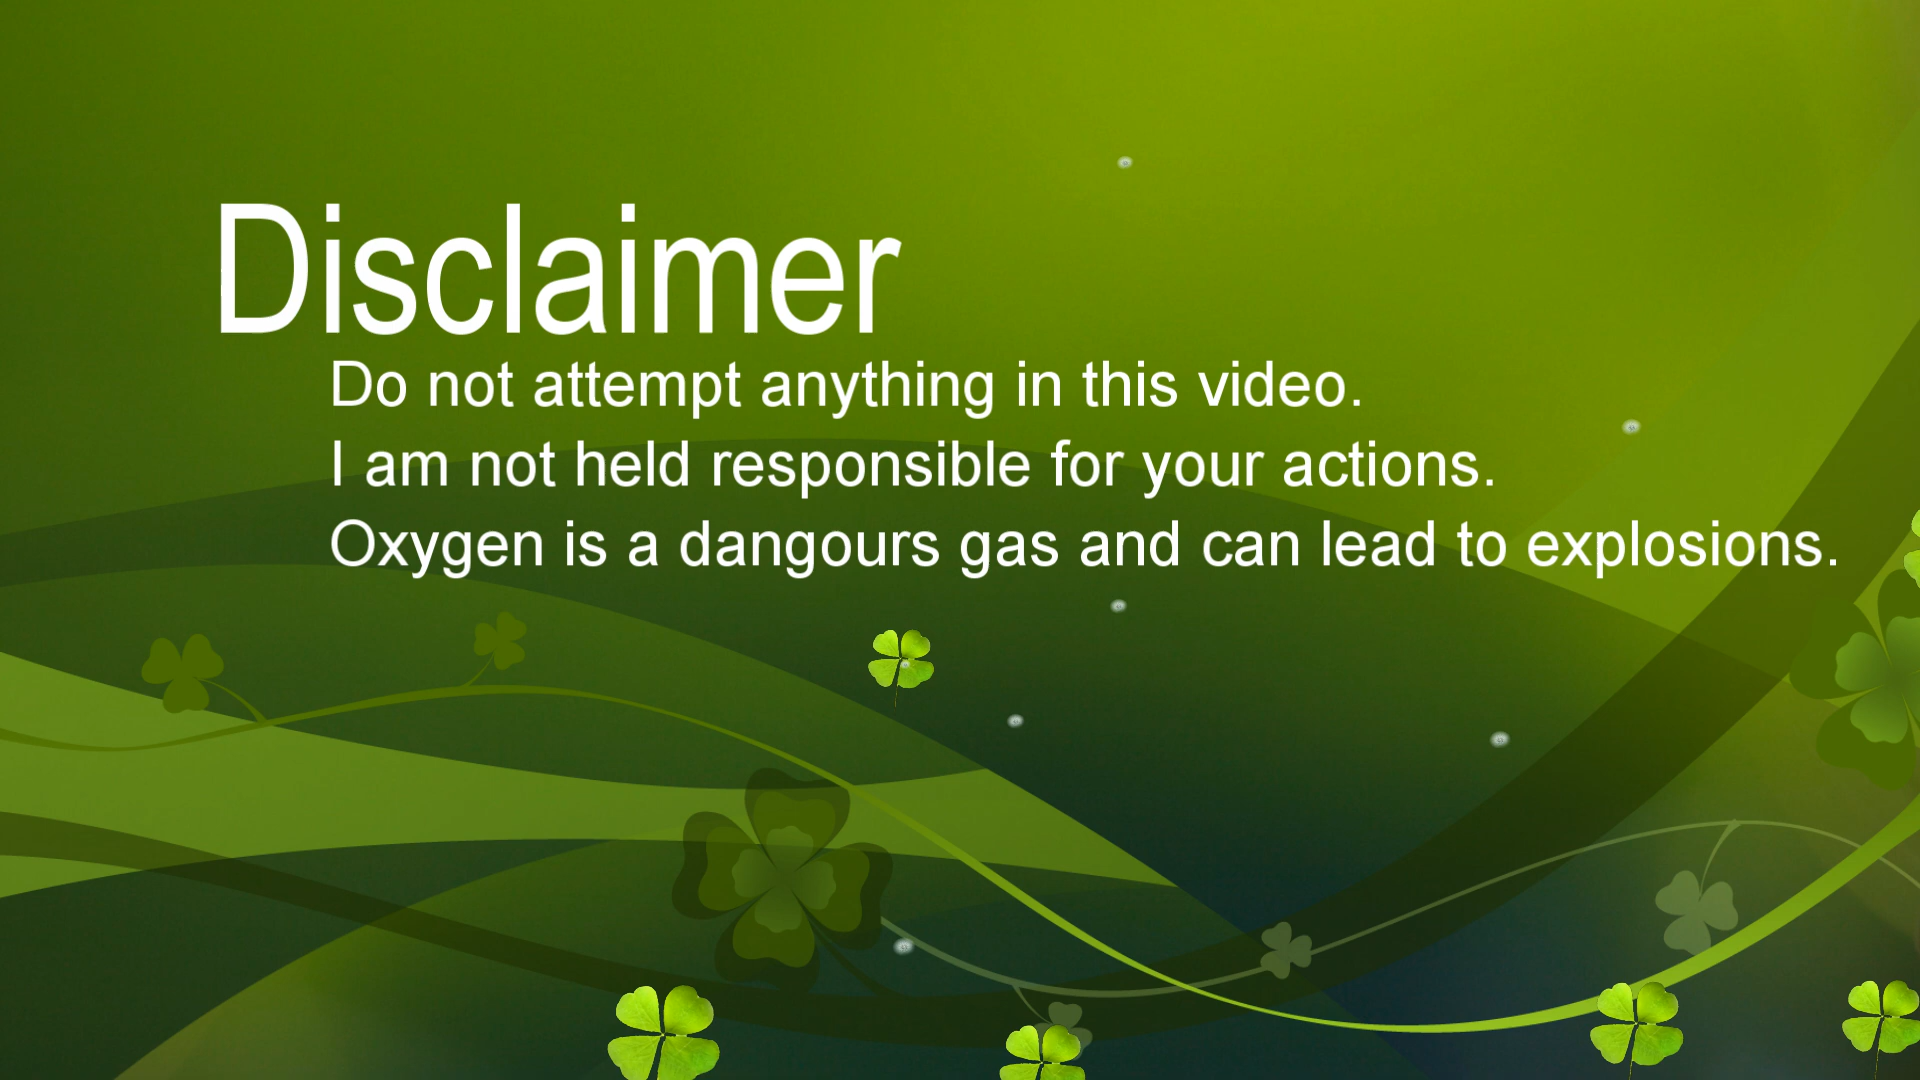 Disclaimer
Do not attempt anything in this video.
I am not held responsible for your actions.
Oxygen is a dangours gas and can lead to explosions.